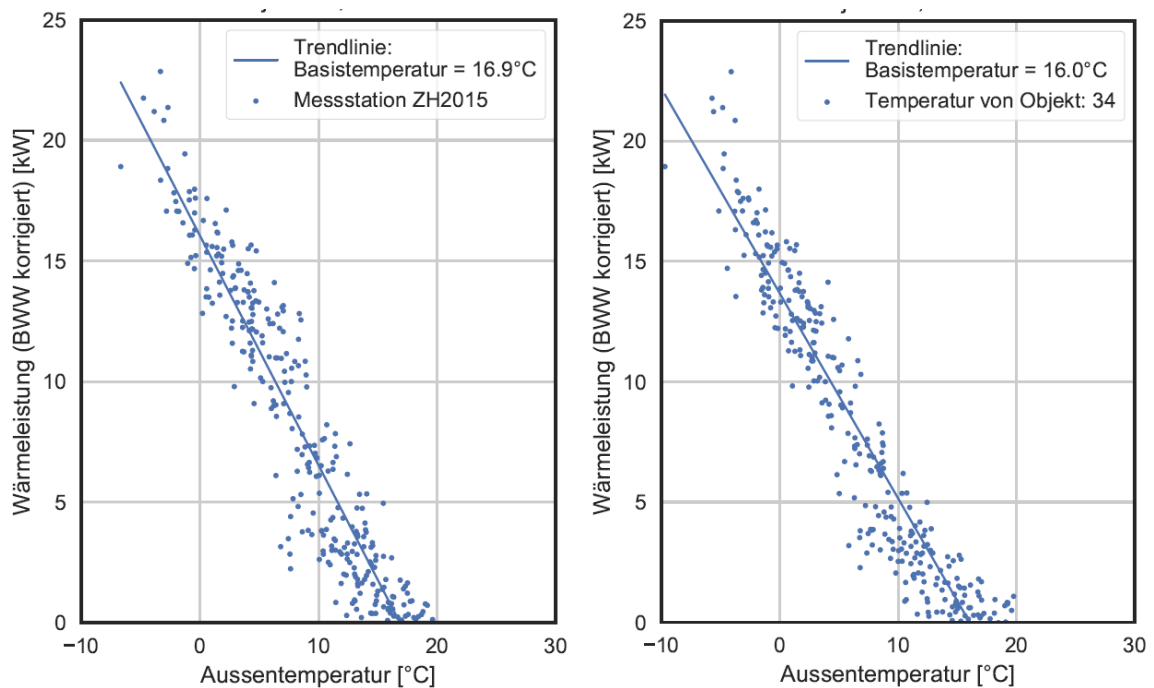 Trendlinie:
Basistemperatur = 16.9°C
Messstation ZH2015
Wärmeleistung (BWW korrigiert) [kW]
25
20
15
10
5
0
−10
0
10
20
30
Aussentemperatur [°C]
Trendlinie:
Basistemperatur = 16.0°C
Temperatur von Objekt: 34
Wärmeleistung (BWW korrigiert) [kW]
25
20
15
10
5
0
−10
0
10
20
30
Aussentemperatur [°C]